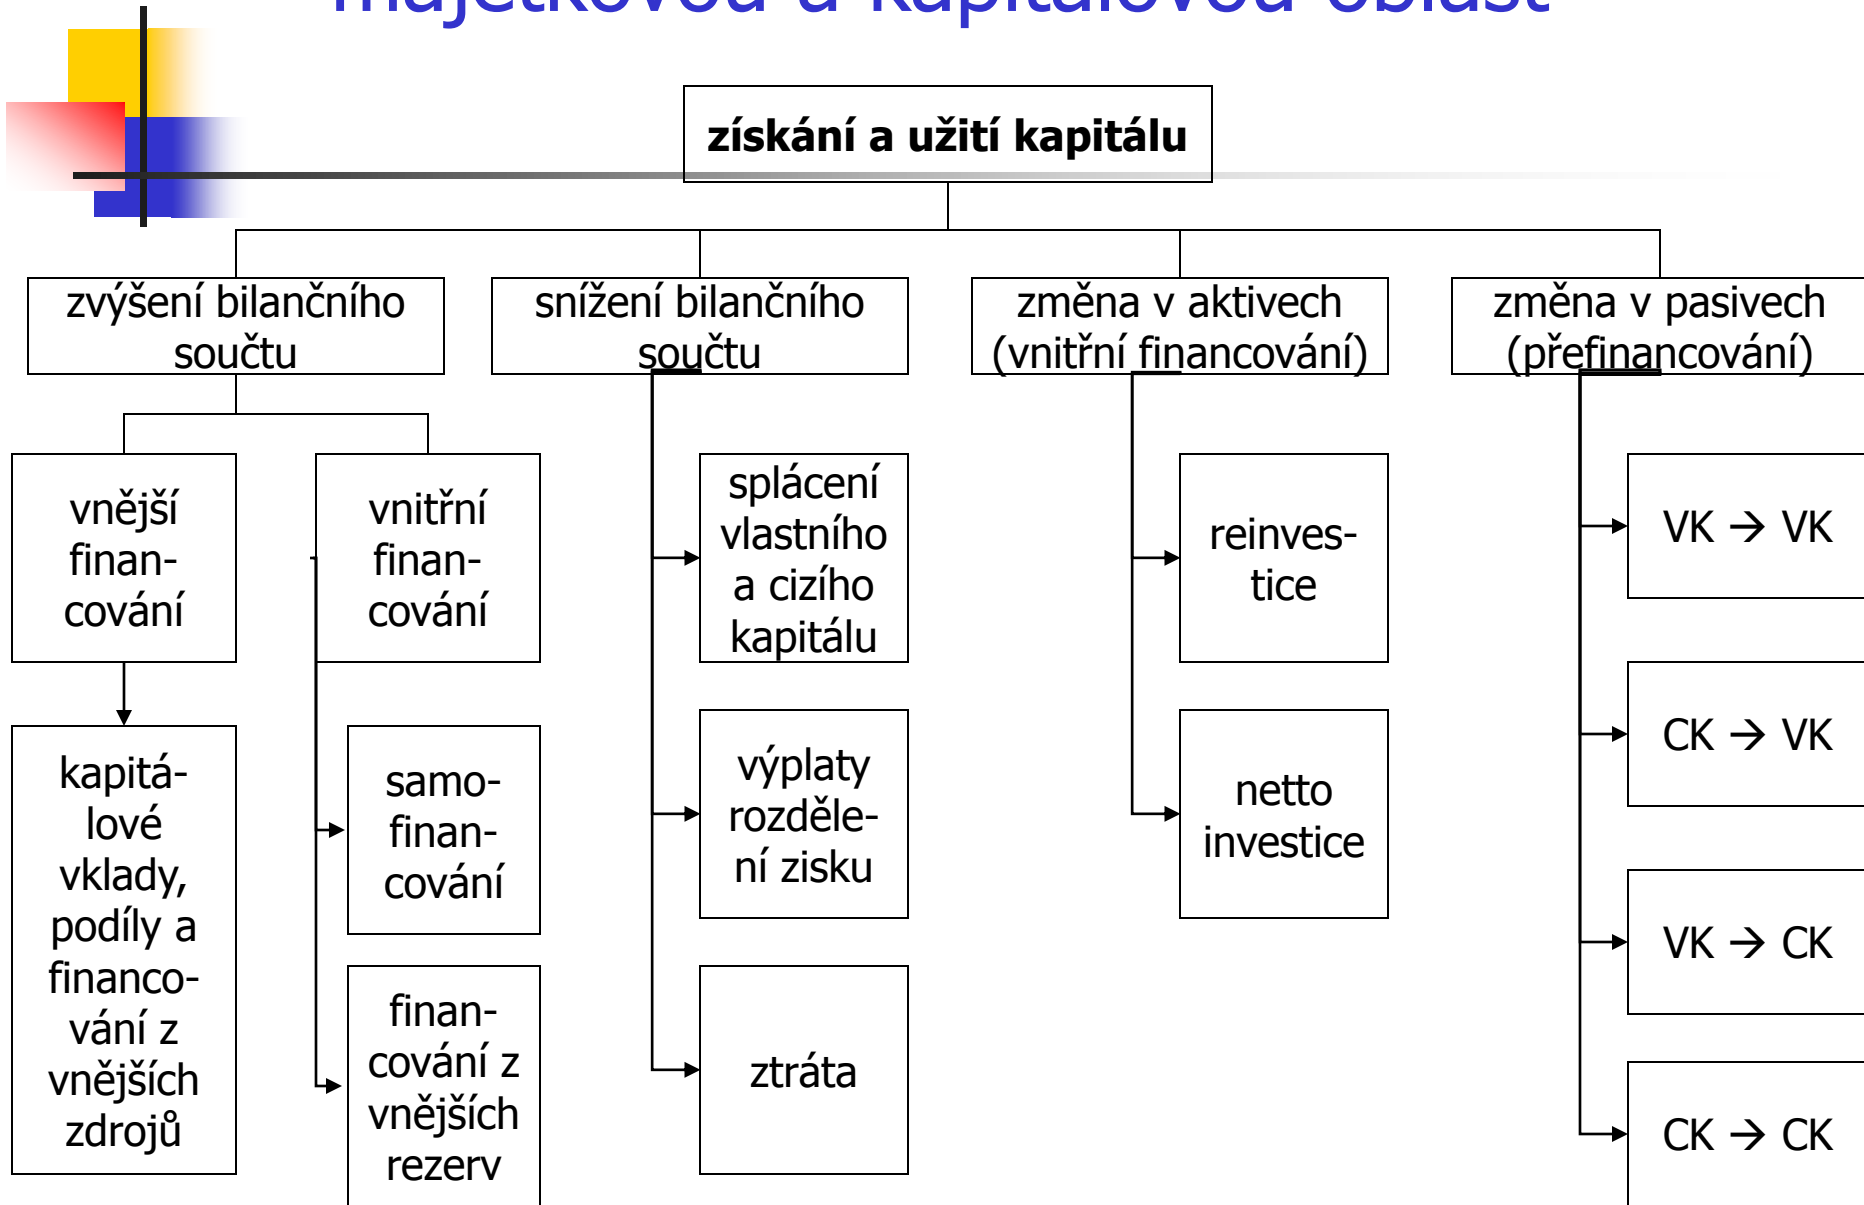 majetkovou a kapitálovou oblast
získání a užití kapitálu
zvýšení bilančního
součtu
snížení bilančního
součtu
změna v aktivech
(vnitřní financování)
změna v pasivech
(přefinancování)
vnější
finan-
cování
vnitřní
finan-
cování
kapitá-
lové
vklady,
podíly a
financo-
vání z
vnějších
zdrojů
samo-
finan-
cování
finan-
cování z
vnějších
rezerv
splácení
vlastního
a cizího
kapitálu
výplaty
rozděle-
ní zisku
ztráta
reinves-
tice
netto
investice
VK → VK
CK → VK
VK → CK
CK → CK